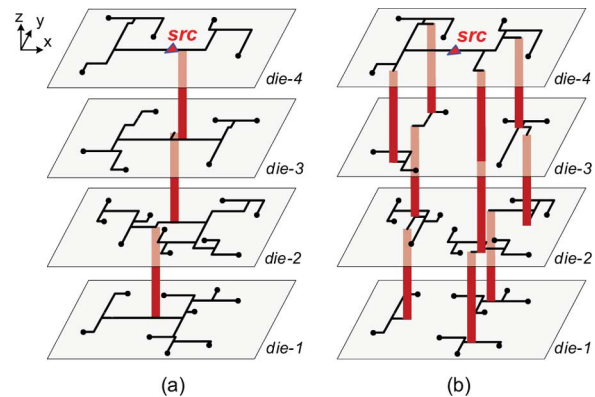 z
y
x
src
die-4
die-3
die-2
die-1
(a)
src
die-4
die-3
die-2
die-1
(b)